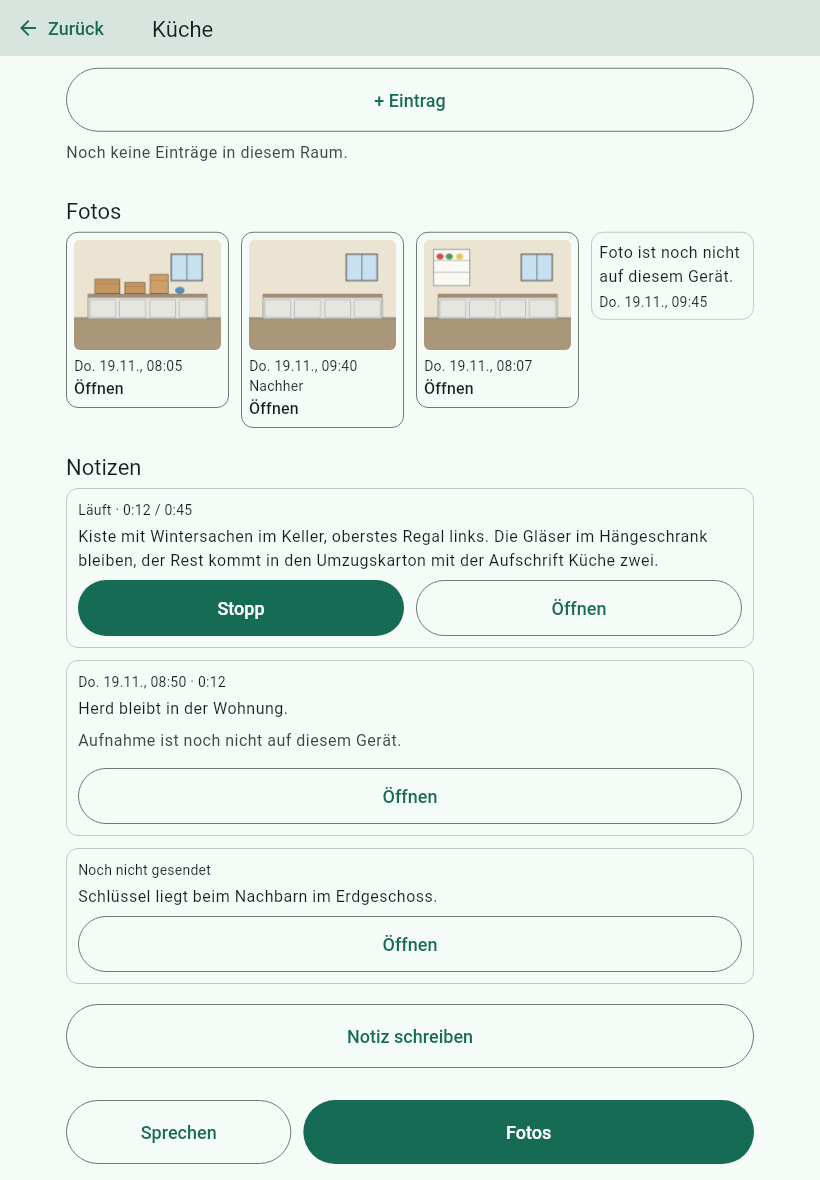 Zurück
Küche
+ Eintrag
Noch keine Einträge in diesem Raum.
Fotos
Do. 19.11., 08:05
Öffnen
Do. 19.11., 09:40
Nachher
Öffnen
Do. 19.11., 08:07
Öffnen
Foto ist noch nicht
auf diesem Gerät.
Do. 19.11., 09:45
Notizen
Läuft · 0:12 / 0:45
Kiste mit Wintersachen im Keller, oberstes Regal links. Die Gläser im Hängeschrank
bleiben, der Rest kommt in den Umzugskarton mit der Aufschrift Küche zwei.
Stopp
Öffnen
Do. 19.11., 08:50 · 0:12
Herd bleibt in der Wohnung.
Aufnahme ist noch nicht auf diesem Gerät.
Öffnen
Noch nicht gesendet
Schlüssel liegt beim Nachbarn im Erdgeschoss.
Öffnen
Notiz schreiben
Sprechen
Fotos